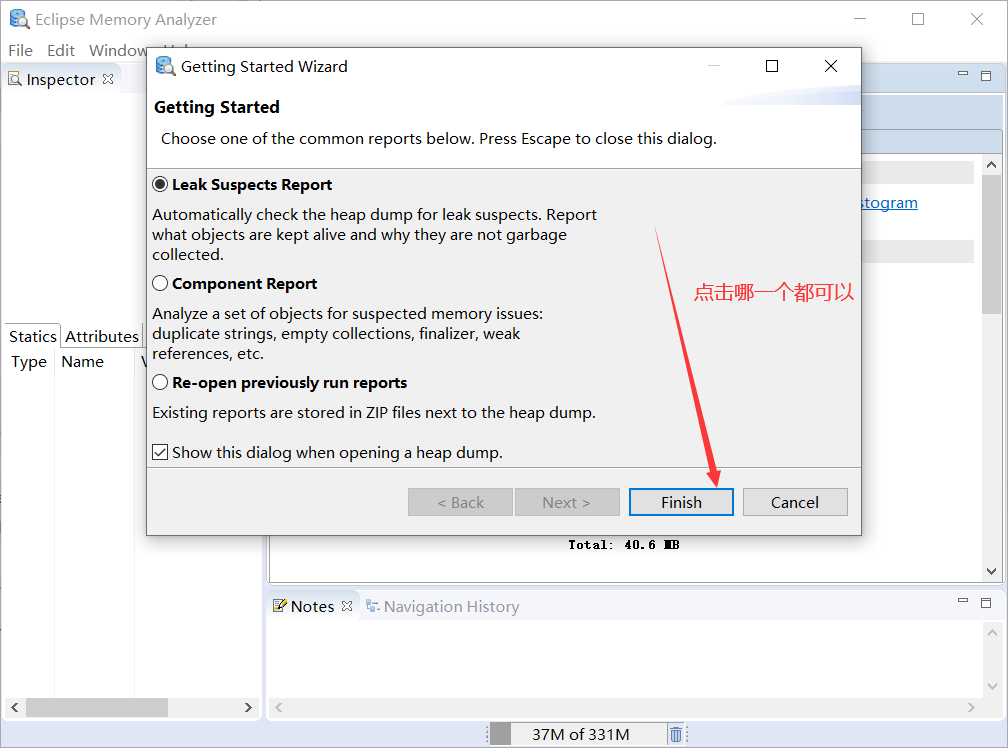 Eclipse Memory Analyzer
File Edit Window
Getting Started Wizard
Inspector
Getting Started
Choose one of the common reports below. Press Escape to close this dialog.
Leak Suspects Report
Automatically check the heap dump for leak suspects. Report
what objects are kept alive and why they are not garbage
collected.
stogram
Component Report
点击哪一个都可以
Analyze a set of objects for suspected memory issues:
duplicate strings, empty collections, finalizer, weak
references, etc.
Statics Attributes
Type Name
Re-open previously run reports
Existing reports are stored in ZIP files next to the heap dump.
Show this dialog when opening a heap dump.
< Back Next > Finish Cancel
Total: 40.6 MB
Notes Navigation History
37M of 331M